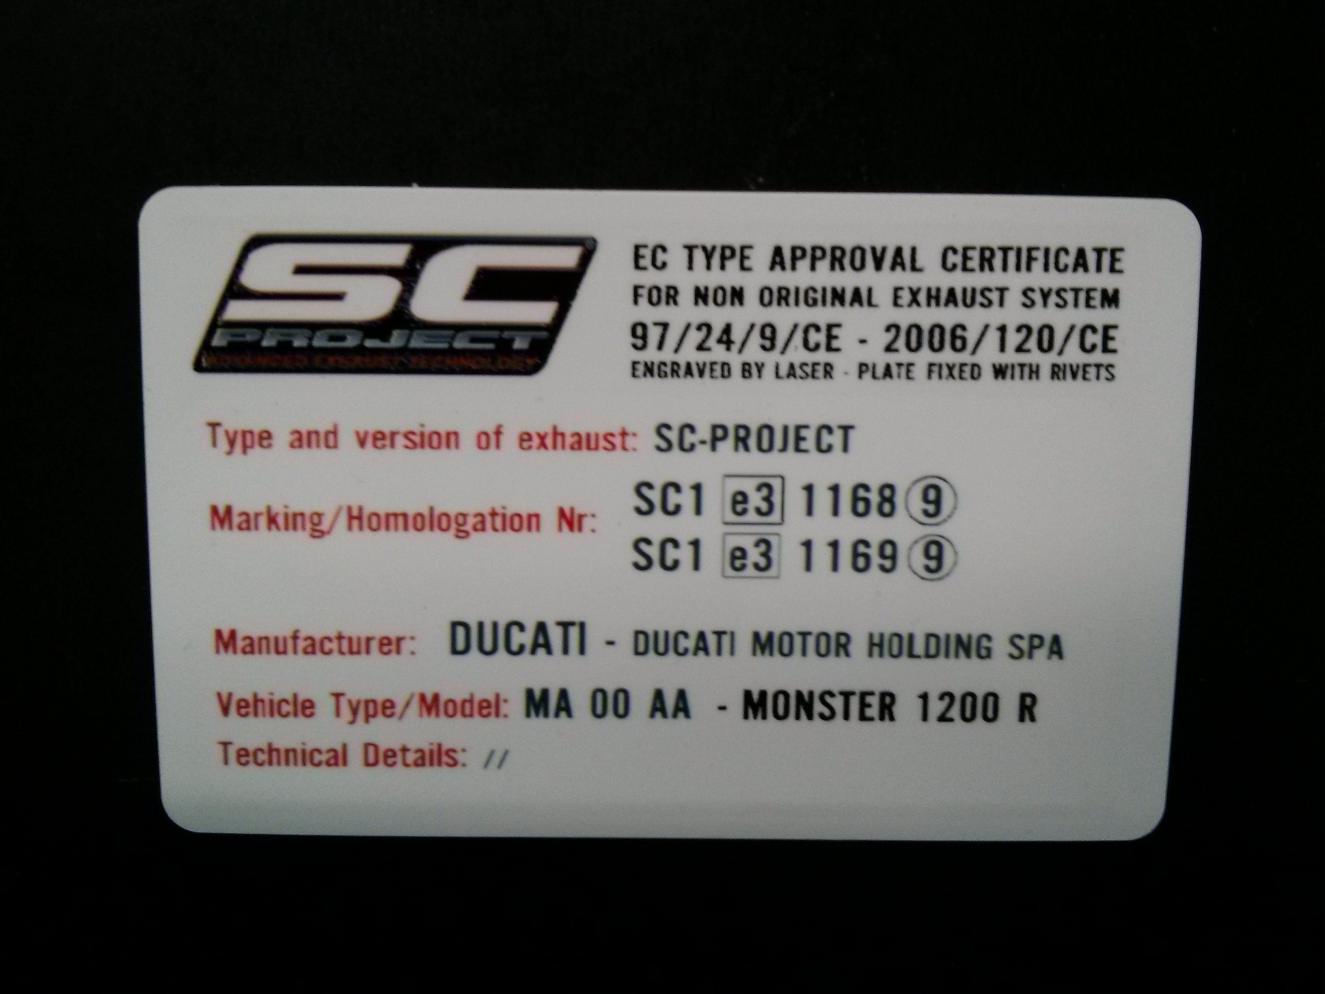 SC
PROJECT
ADVANCED EXHAUST TECHNOLOGY
EC TYPE APPROVAL CERTIFICATE
FOR NON ORIGINAL EXHAUST SYSTEM
97/24/9/CE - 2006/120/CE
ENGRAVED BY LASER - PLATE FIXED WITH RIVETS
Type and version of exhaust: SC-PROJECT
Marking/Homologation Nr: SC1 e3 1168 9
SC1 e3 1169 9
Manufacturer: DUCATI - DUCATI MOTOR HOLDING SPA
Vehicle Type/Model: MA 00 AA - MONSTER 1200 R
Technical Details: //